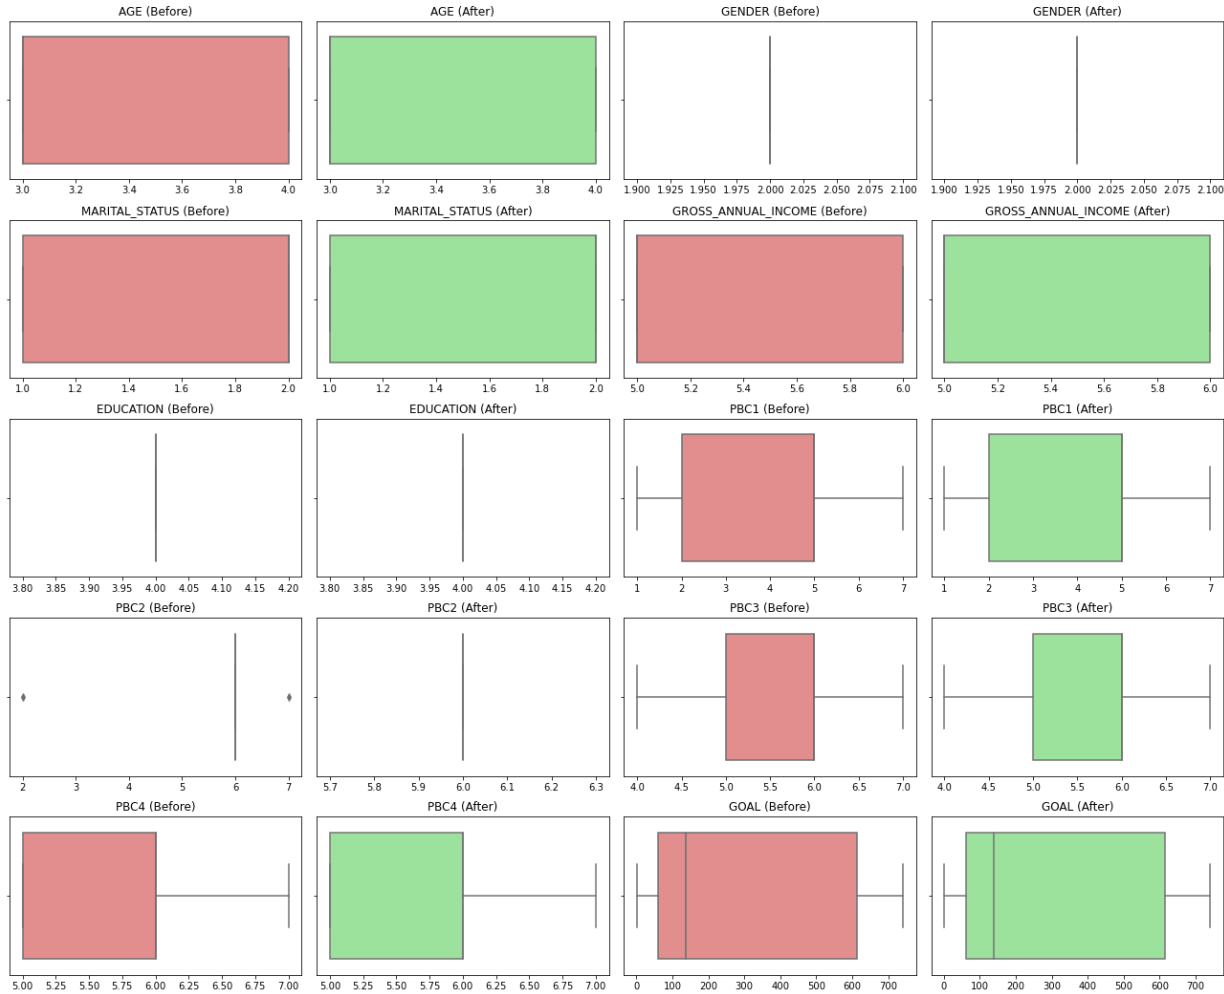 AGE (Before)
AGE (After)
GENDER (Before)
GENDER (After)
3.0 3.2 3.4 3.6 3.8 4.0
3.0 3.2 3.4 3.6 3.8 4.0
1.900 1.925 1.950 1.975 2.000 2.025 2.050 2.075 2.100
1.900 1.925 1.950 1.975 2.000 2.025 2.050 2.075 2.100
MARITAL_STATUS (Before)
MARITAL_STATUS (After)
GROSS_ANNUAL_INCOME (Before)
GROSS_ANNUAL_INCOME (After)
1.0 1.2 1.4 1.6 1.8 2.0
1.0 1.2 1.4 1.6 1.8 2.0
5.0 5.2 5.4 5.6 5.8 6.0
5.0 5.2 5.4 5.6 5.8 6.0
EDUCATION (Before)
EDUCATION (After)
PBC1 (Before)
PBC1 (After)
3.80 3.85 3.90 3.95 4.00 4.05 4.10 4.15 4.20
3.80 3.85 3.90 3.95 4.00 4.05 4.10 4.15 4.20
1 2 3 4 5 6 7
1 2 3 4 5 6 7
PBC2 (Before)
PBC2 (After)
PBC3 (Before)
PBC3 (After)
2 3 4 5 6 7
5.7 5.8 5.9 6.0 6.1 6.2 6.3
4.0 4.5 5.0 5.5 6.0 6.5 7.0
4.0 4.5 5.0 5.5 6.0 6.5 7.0
PBC4 (Before)
PBC4 (After)
GOAL (Before)
GOAL (After)
5.00 5.25 5.50 5.75 6.00 6.25 6.50 6.75 7.00
5.00 5.25 5.50 5.75 6.00 6.25 6.50 6.75 7.00
0 100 200 300 400 500 600 700
0 100 200 300 400 500 600 700